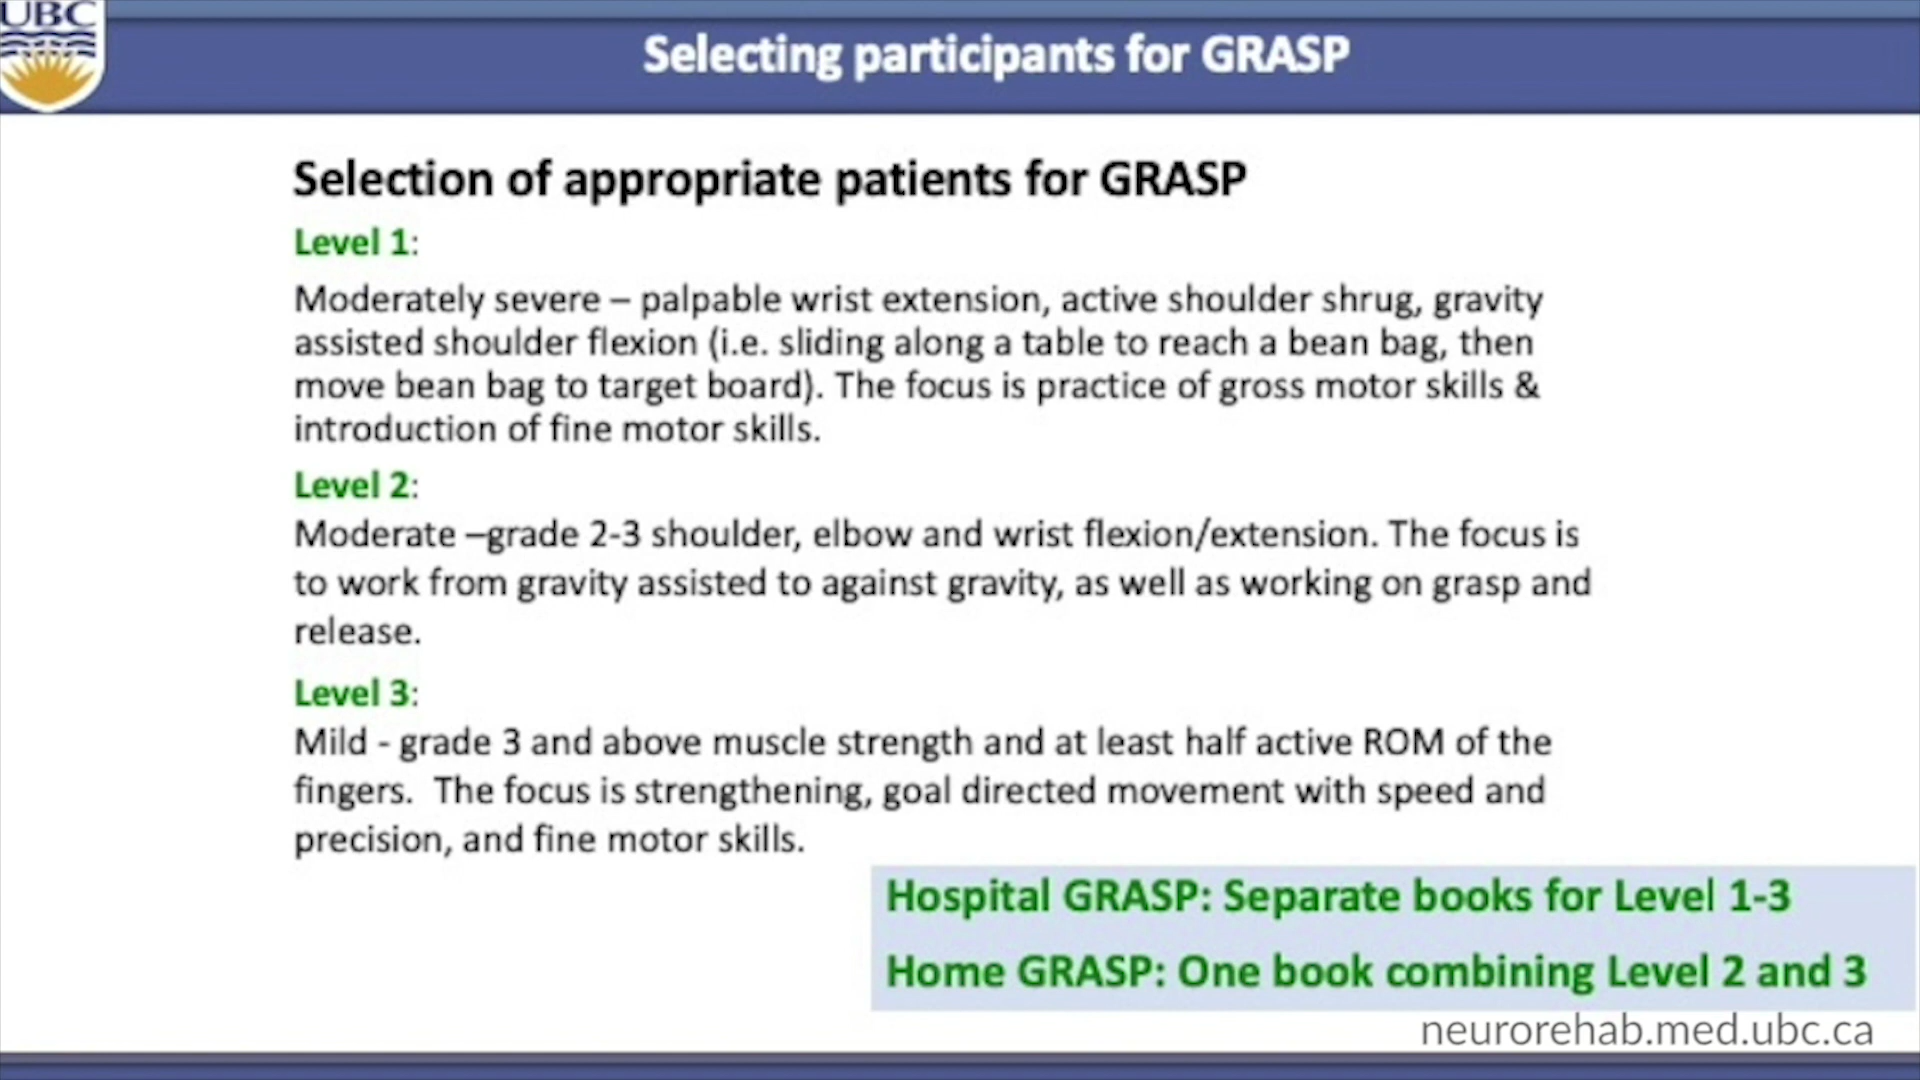 UBC
Selecting participants for GRASP
Selection of appropriate patients for GRASP
Level 1:
Moderately severe – palpable wrist extension, active shoulder shrug, gravity
assisted shoulder flexion (i.e. sliding along a table to reach a bean bag, then
move bean bag to target board). The focus is practice of gross motor skills &
introduction of fine motor skills.
Level 2:
Moderate –grade 2-3 shoulder, elbow and wrist flexion/extension. The focus is
to work from gravity assisted to against gravity, as well as working on grasp and
release.
Level 3:
Mild - grade 3 and above muscle strength and at least half active ROM of the
fingers.  The focus is strengthening, goal directed movement with speed and
precision, and fine motor skills.
Hospital GRASP: Separate books for Level 1-3
Home GRASP: One book combining Level 2 and 3
neurorehab.med.ubc.ca